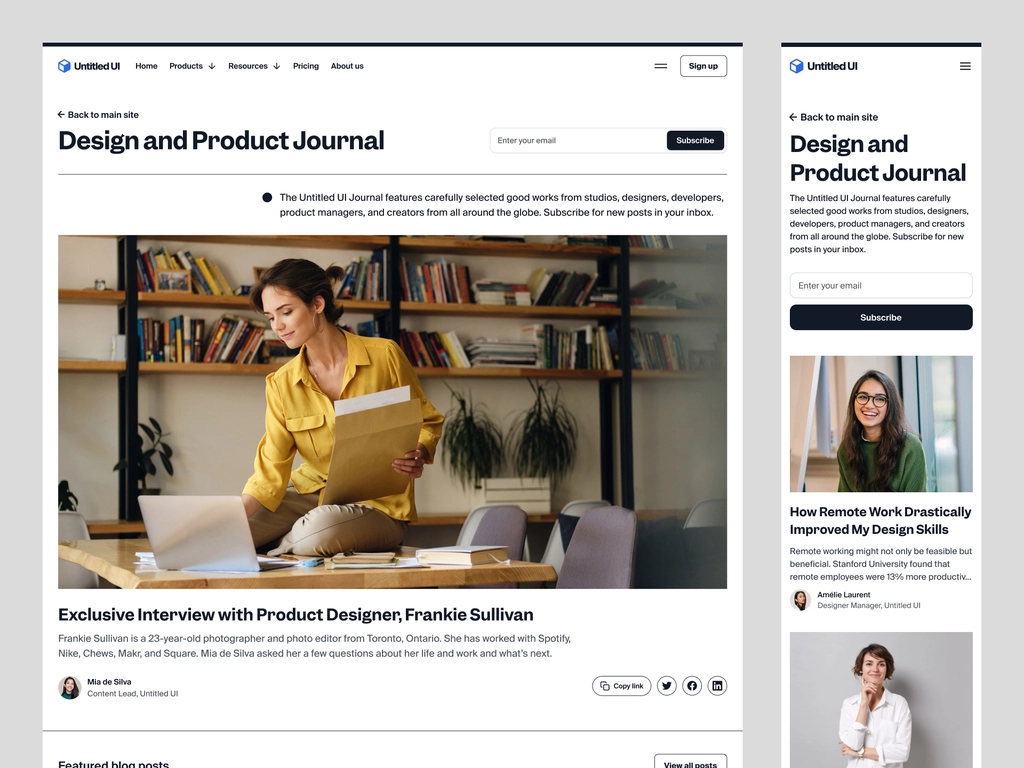 Untitled UI
Home
Products
Resources
Pricing
About us
Sign up
Back to main site
Design and Product Journal
Enter your email
Subscribe
The Untitled UI Journal features carefully selected good works from studios, designers, developers,
product managers, and creators from all around the globe. Subscribe for new posts in your inbox.
Exclusive Interview with Product Designer, Frankie Sullivan
Frankie Sullivan is a 23-year-old photographer and photo editor from Toronto, Ontario. She has worked with Spotify,
Nike, Chews, Makr, and Square. Mia de Silva asked her a few questions about her life and work and what’s next.
Mia de Silva
Content Lead, Untitled UI
Copy link
Featured blog posts
View all posts
Untitled UI
Back to main site
Design and
Product Journal
The Untitled UI Journal features carefully
selected good works from studios, designers,
developers, product managers, and creators
from all around the globe. Subscribe for new
posts in your inbox.
Enter your email
Subscribe
How Remote Work Drastically
Improved My Design Skills
Remote working might not only be feasible but
beneficial. Stanford University found that
remote employees were 13% more productiv...
Amélie Laurent
Designer Manager, Untitled UI